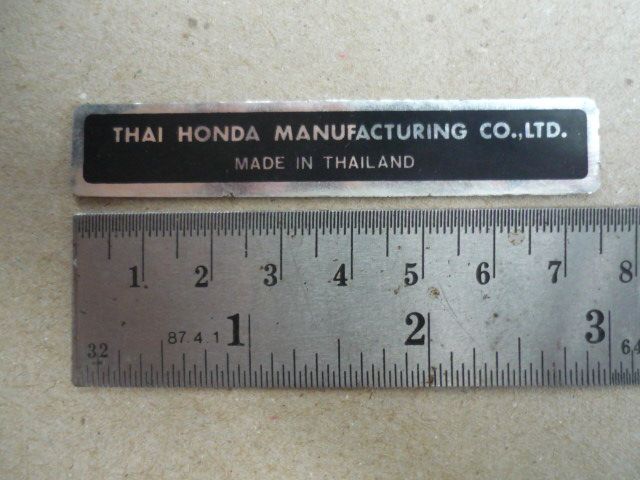 THAI HONDA MANUFACTURING CO.,LTD.
MADE IN THAILAND
1 2 3 4 5 6 7 8
87.4.1 1 2 3
32 64